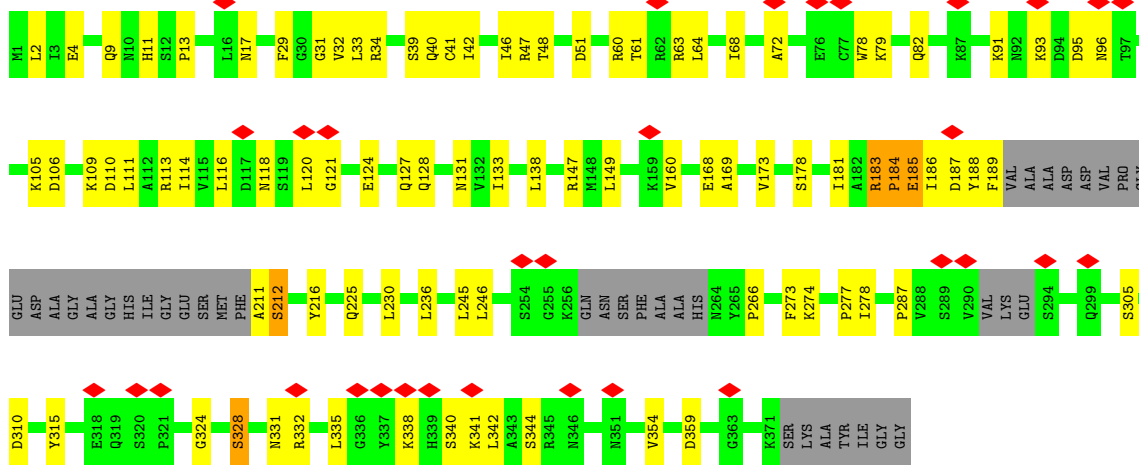 M1 L2 I3 E4 Q9 N10 H11 S12 P13 L16 N17 F29 G30 G31 V32 L33 R34 S39 Q40 C41 I42 I46 R47 T48 D51 R60 T61 R62 R63 L64 I68 A72 E76 C77 W78 K79 Q82 K87 K91 N92 K93 D94 D95 N96 T97
K105 D106 K109 D110 L111 A112 R113 I114 V115 L116 D117 N118 S119 L120 G121 E124 Q127 Q128 N131 V132 I133 L138 R147 M148 L149 K159 V160 E168 A169 V173 S178 I181 A182 R183 P184 E185 I186 D187 Y188 F189 VAL ALA ALA ASP ASP VAL PRO GLY
GLU ASP ALA GLY ALA GLY HIS ILE GLY GLU SER MET PHE A211 S212 Y216 Q225 L230 L236 L245 L246 S254 G255 K256 GLN ASN SER PHE ALA ALA HIS N264 Y265 P266 F273 K274 P277 I278 P287 V288 S289 V290 VAL LYS GLU S294 Q299 S305
D310 Y315 E318 Q319 S320 P321 G324 S328 N331 R332 L335 G336 Y337 K338 H339 S340 K341 L342 A343 S344 R345 N346 N351 V354 D359 G363 K371 SER LYS ALA TYR ILE GLY GLY